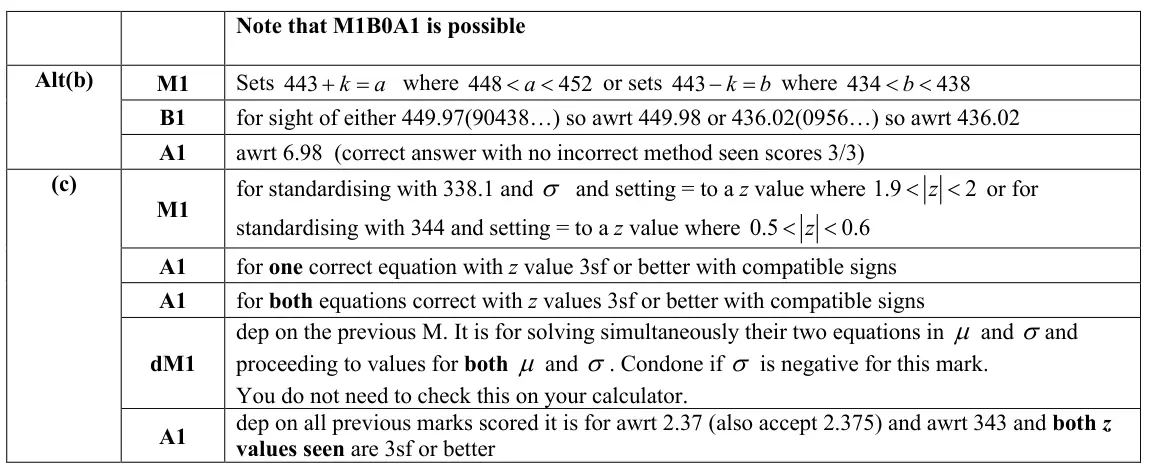 Note that M1B0A1 is possible
Alt(b) M1 Sets 443 + k = a where 448 < a < 452 or sets 443 − k = b where 434 < b < 438
B1 for sight of either 449.97(90438…) so awrt 449.98 or 436.02(0956…) so awrt 436.02
A1 awrt 6.98 (correct answer with no incorrect method seen scores 3/3)
(c) M1 for standardising with 338.1 and σ and setting = to a z value where 1.9 < |z| < 2 or for
standardising with 344 and setting = to a z value where 0.5 < |z| < 0.6
A1 for one correct equation with z value 3sf or better with compatible signs
A1 for both equations correct with z values 3sf or better with compatible signs
dM1 dep on the previous M. It is for solving simultaneously their two equations in μ and σ and
proceeding to values for both μ and σ . Condone if σ is negative for this mark.
You do not need to check this on your calculator.
A1 dep on all previous marks scored it is for awrt 2.37 (also accept 2.375) and awrt 343 and both z
values seen are 3sf or better